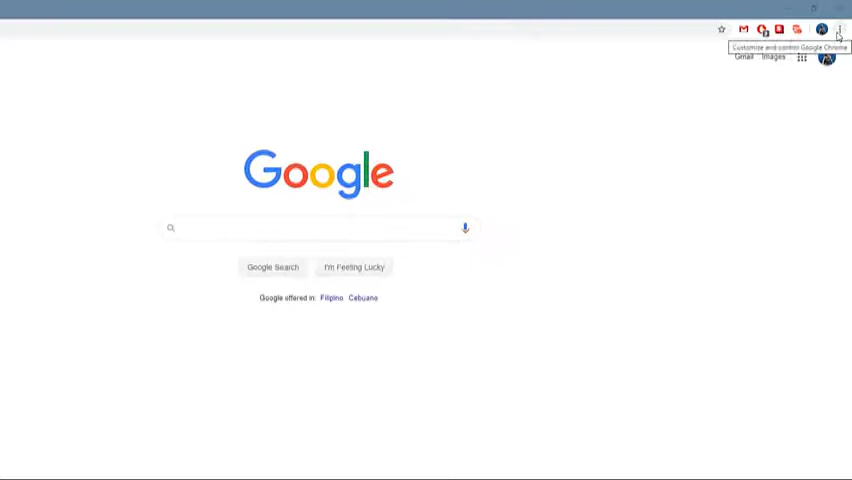 Customize and control Google Chrome
Gmail Images
Google
Google Search I'm Feeling Lucky
Google offered in: Filipino Cebuano